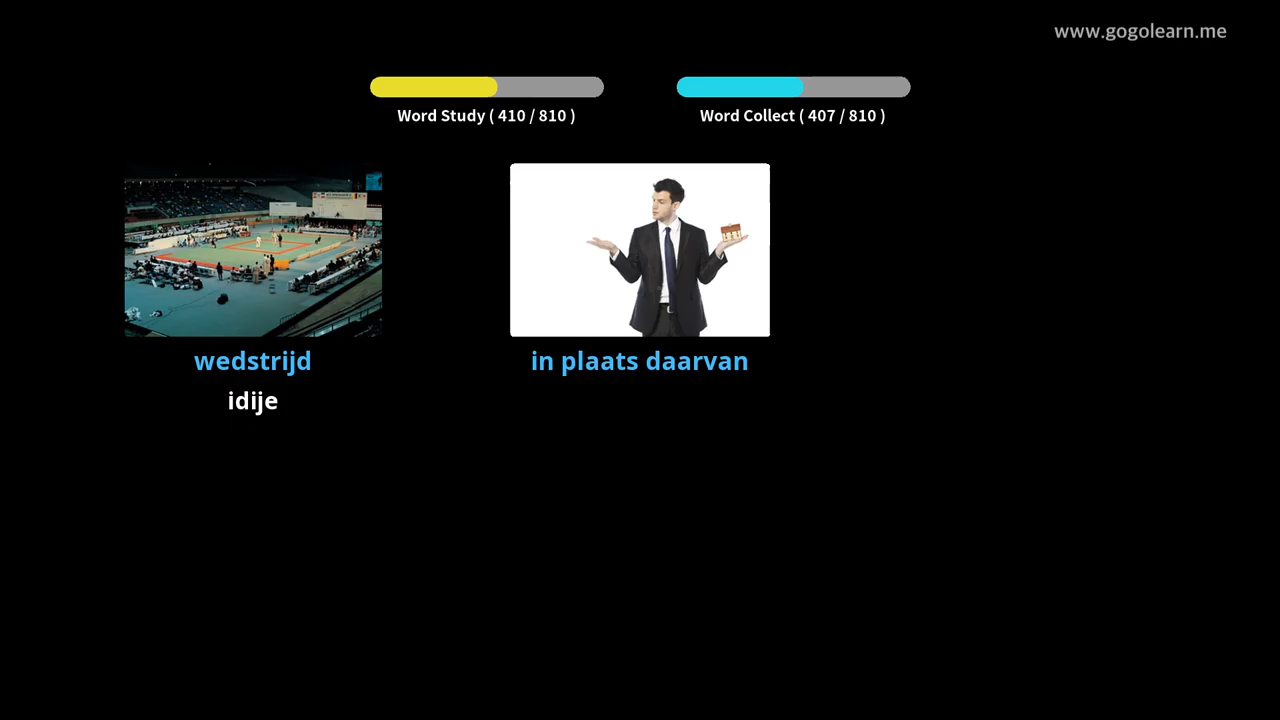 www.gogolearn.me
Word Study ( 410 / 810 )
Word Collect ( 407 / 810 )
wedstrijd
idije
in plaats daarvan